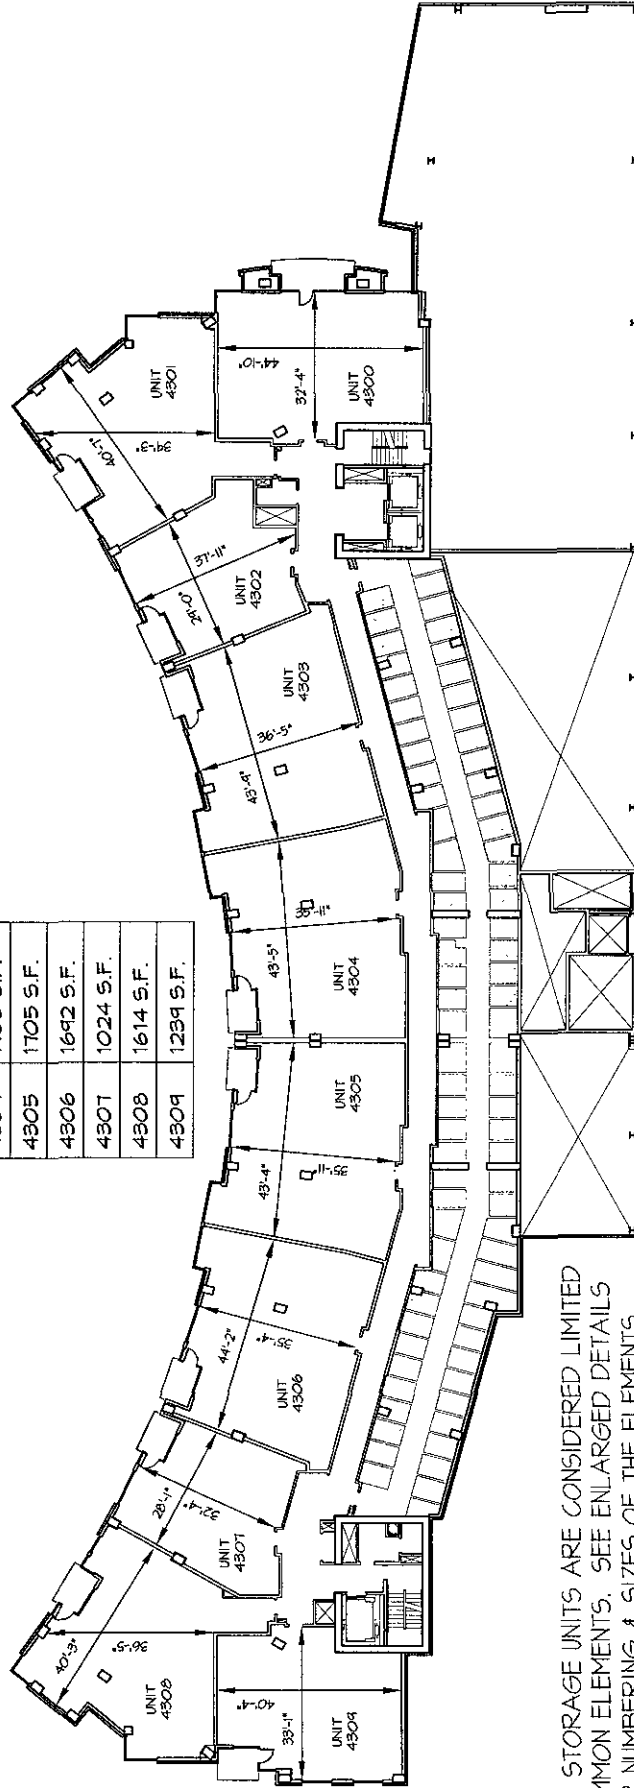 4305 1705 S.F.
4306 1692 S.F.
4307 1024 S.F.
4308 1614 S.F.
4309 1239 S.F.
UNIT
4301
40'-7"
34'-3"
UNIT
4300
44'-10"
32'-4"
UNIT
4302
37'-11"
29'-0"
UNIT
4303
36'-5"
43'-9"
UNIT
4304
35'-11"
43'-5"
UNIT
4305
35'-11"
43'-4"
UNIT
4306
35'-4"
44'-2"
UNIT
4307
32'-4"
28'-1"
UNIT
4308
36'-5"
40'-3"
UNIT
4309
40'-4"
33'-1"
STORAGE UNITS ARE CONSIDERED LIMITED
MMON ELEMENTS. SEE ENLARGED DETAILS
NUMBERING & SIZES OF THE ELEMENTS